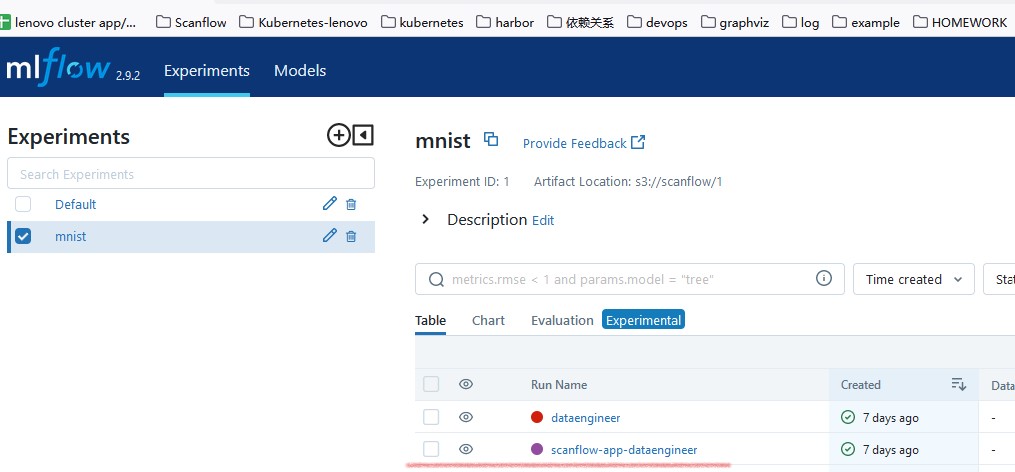 lenovo cluster app/... Scanflow Kubernetes-lenovo kubernetes harbor 依赖关系 devops graphviz log example HOMEWORK
mlflow 2.9.2 Experiments Models
Experiments
Search Experiments
Default
mnist
mnist Provide Feedback
Experiment ID: 1 Artifact Location: s3://scanflow/1
Description Edit
metrics.rmse < 1 and params.model = "tree" Time created Stat
Table Chart Evaluation Experimental
Run Name Created Data
dataengineer 7 days ago -
scanflow-app-dataengineer 7 days ago -